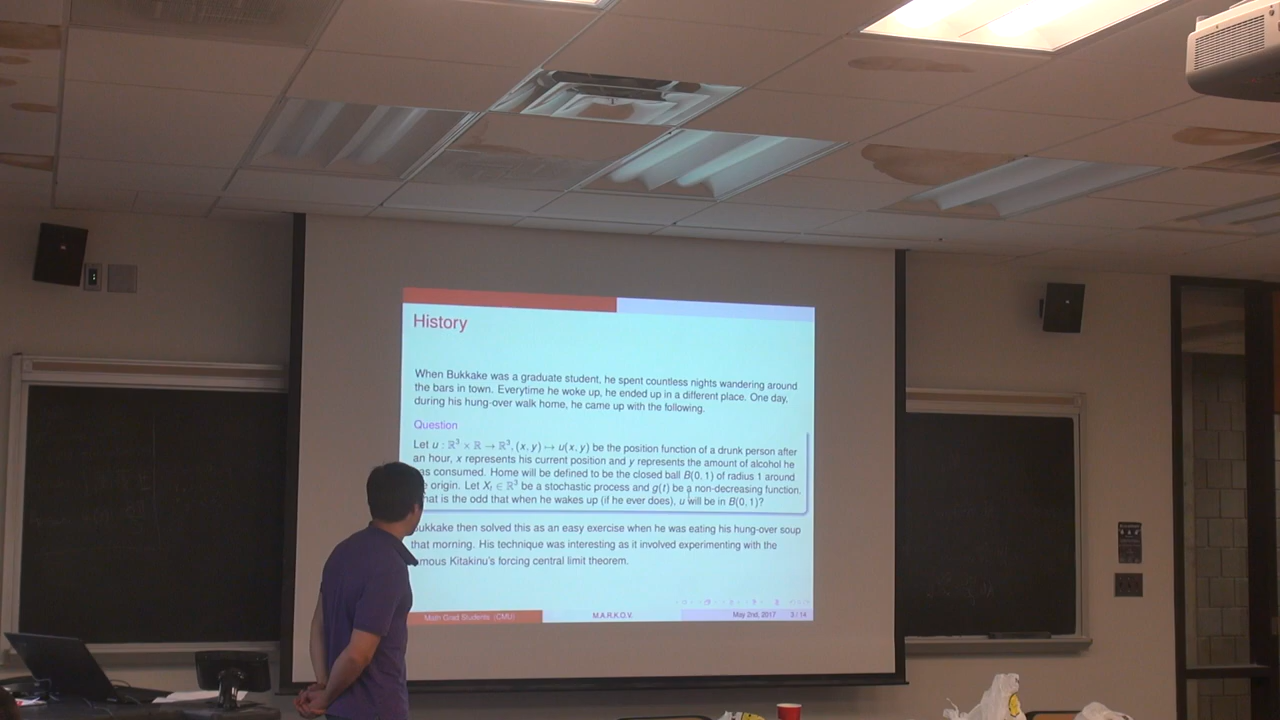 History
When Bukkake was a graduate student, he spent countless nights wandering around
the bars in town. Everytime he woke up, he ended up in a different place. One day,
during his hung-over walk home, he came up with the following.
Question
Let u : ℝ³ × ℝ → ℝ³, (x, y) ↦ u(x, y) be the position function of a drunk person after
an hour, x represents his current position and y represents the amount of alcohol he
as consumed. Home will be defined to be the closed ball B(0, 1) of radius 1 around
e origin. Let Xₜ ∈ ℝ³ be a stochastic process and g(t) be a non-decreasing function.
hat is the odd that when he wakes up (if he ever does), u will be in B(0, 1)?
ukkake then solved this as an easy exercise when he was eating his hung-over soup
that morning. His technique was interesting as it involved experimenting with the
mous Kitakinu's forcing central limit theorem.
Math Grad Students (CMU) M.A.R.K.O.V. May 2nd, 2017 3 / 14